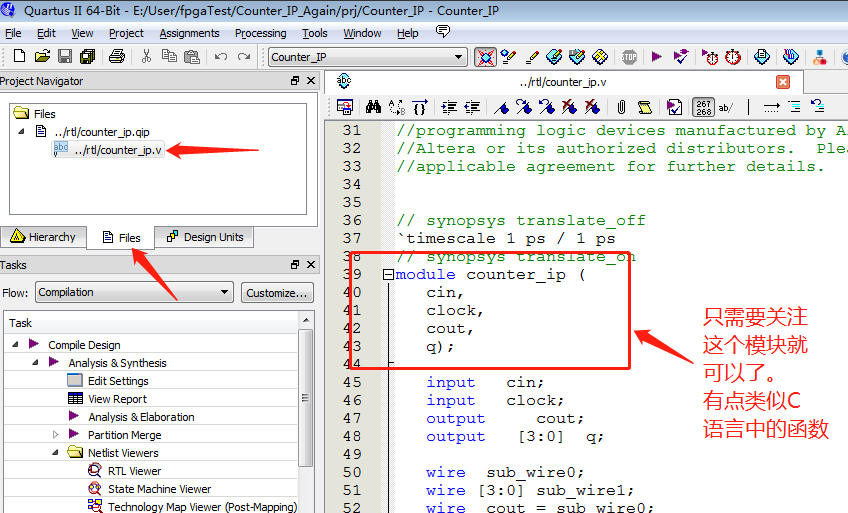 Quartus II 64-Bit - E:/User/fpgaTest/Counter_IP_Again/prj/Counter_IP - Counter_IP
File Edit View Project Assignments Processing Tools Window Help
Counter_IP
STOP
Project Navigator
Files
../rtl/counter_ip.qip
abc ../rtl/counter_ip.v
Hierarchy Files Design Units
Tasks
Flow: Compilation Customize...
Task
Compile Design
Analysis & Synthesis
Edit Settings
View Report
Analysis & Elaboration
Partition Merge
Netlist Viewers
RTL Viewer
State Machine Viewer
Technology Map Viewer (Post-Mapping)
abc ../rtl/counter_ip.v
267
268 ab/
31 //programming logic devices manufactured by Al
32 //Altera or its authorized distributors. Plea
33 //applicable agreement for further details.
34
35
36 // synopsys translate_off
37 `timescale 1 ps / 1 ps
38 // synopsys translate_on
39 module counter_ip (
40 cin,
41 clock,
42 cout,
43 q);
44
45 input cin;
46 input clock;
47 output cout;
48 output [3:0] q;
49
50 wire sub_wire0;
51 wire [3:0] sub_wire1;
52 wire cout = sub_wire0;
只需要关注
这个模块就
可以了。
有点类似C
语言中的函数